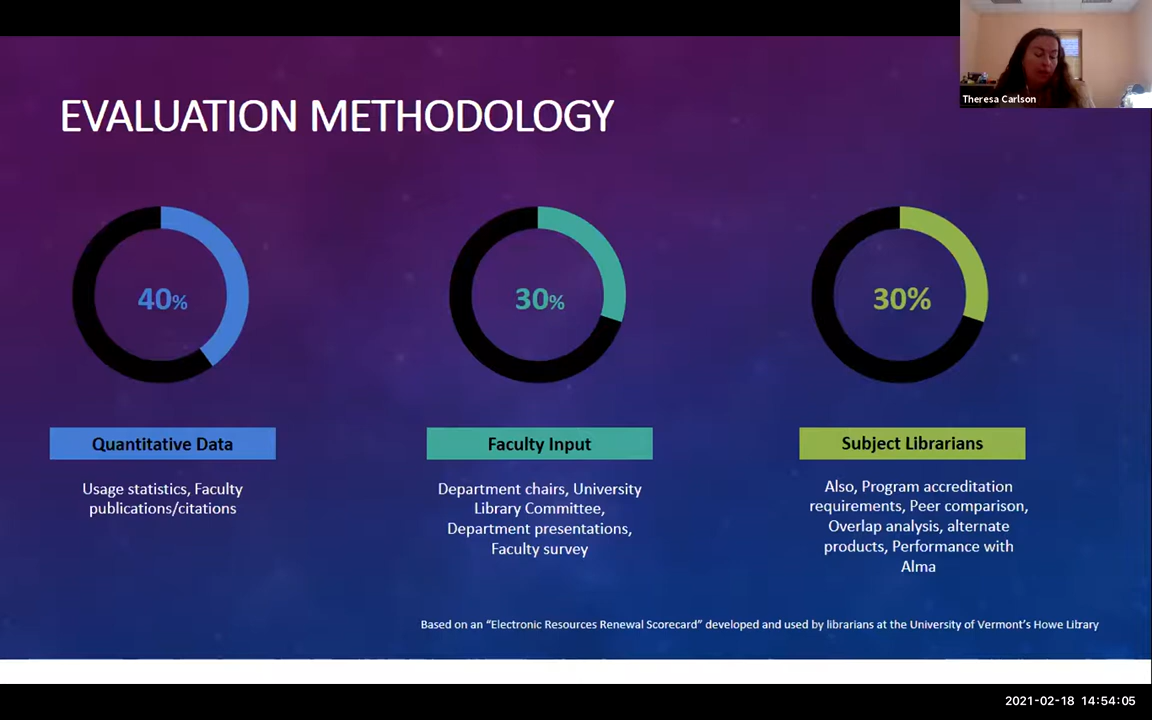 Theresa Carlson
EVALUATION METHODOLOGY
40%
30%
30%
Quantitative Data
Usage statistics, Faculty
publications/citations
Faculty Input
Department chairs, University
Library Committee,
Department presentations,
Faculty survey
Subject Librarians
Also, Program accreditation
requirements, Peer comparison,
Overlap analysis, alternate
products, Performance with
Alma
Based on an “Electronic Resources Renewal Scorecard” developed and used by librarians at the University of Vermont’s Howe Library
2021-02-18 14:54:05